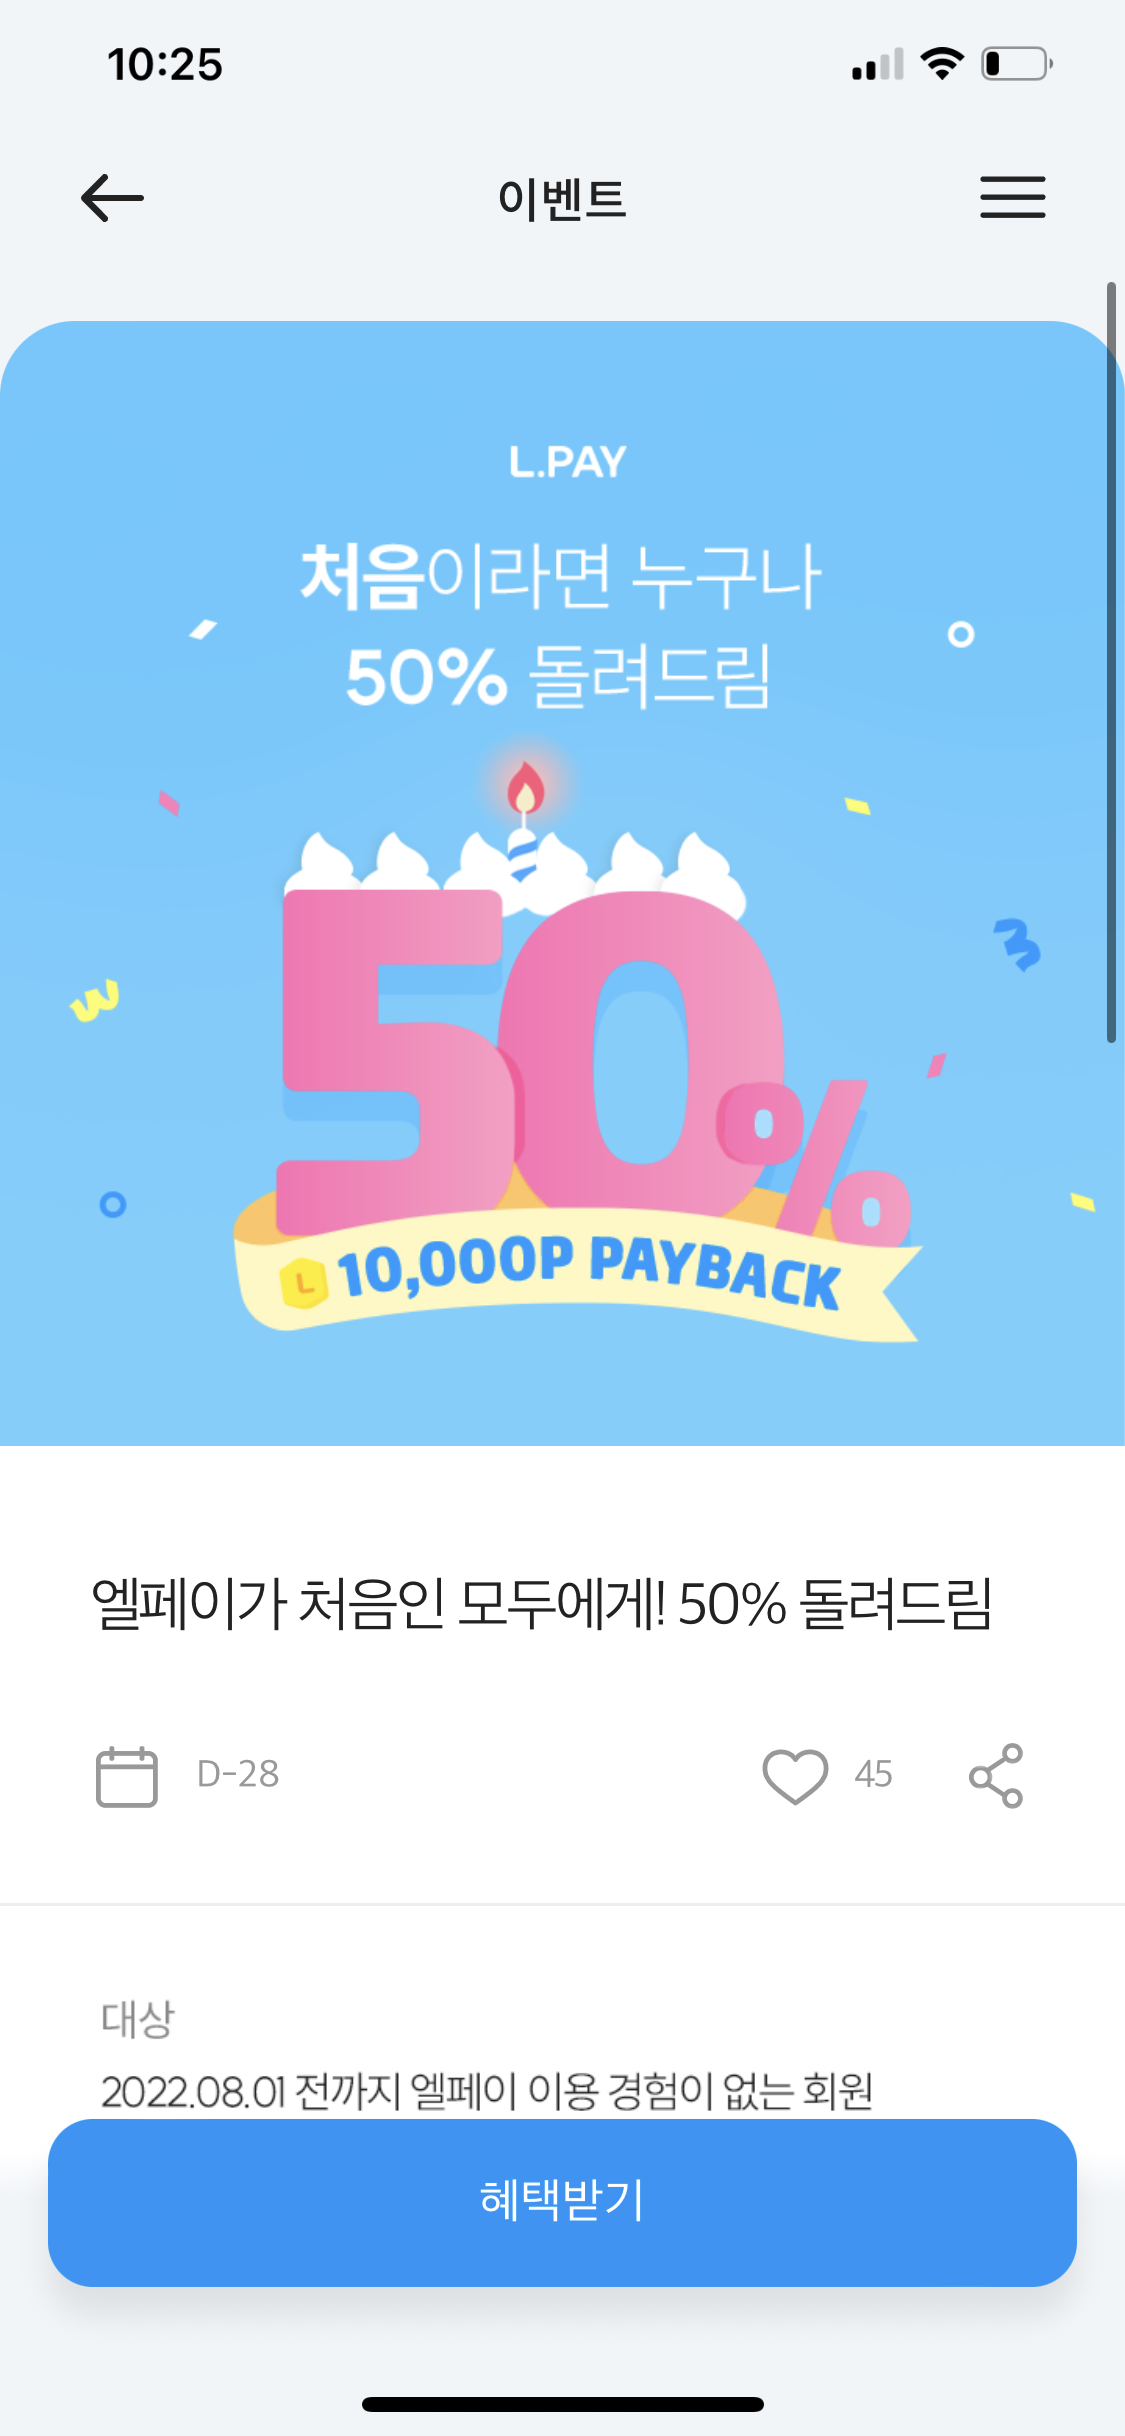 10:25
이벤트
L.PAY
처음이라면 누구나
50% 돌려드림
50%
L 10,000P PAYBACK
엘페이가 처음인 모두에게! 50% 돌려드림
D-28
45
대상
2022.08.01 전까지 엘페이 이용 경험이 없는 회원
혜택받기